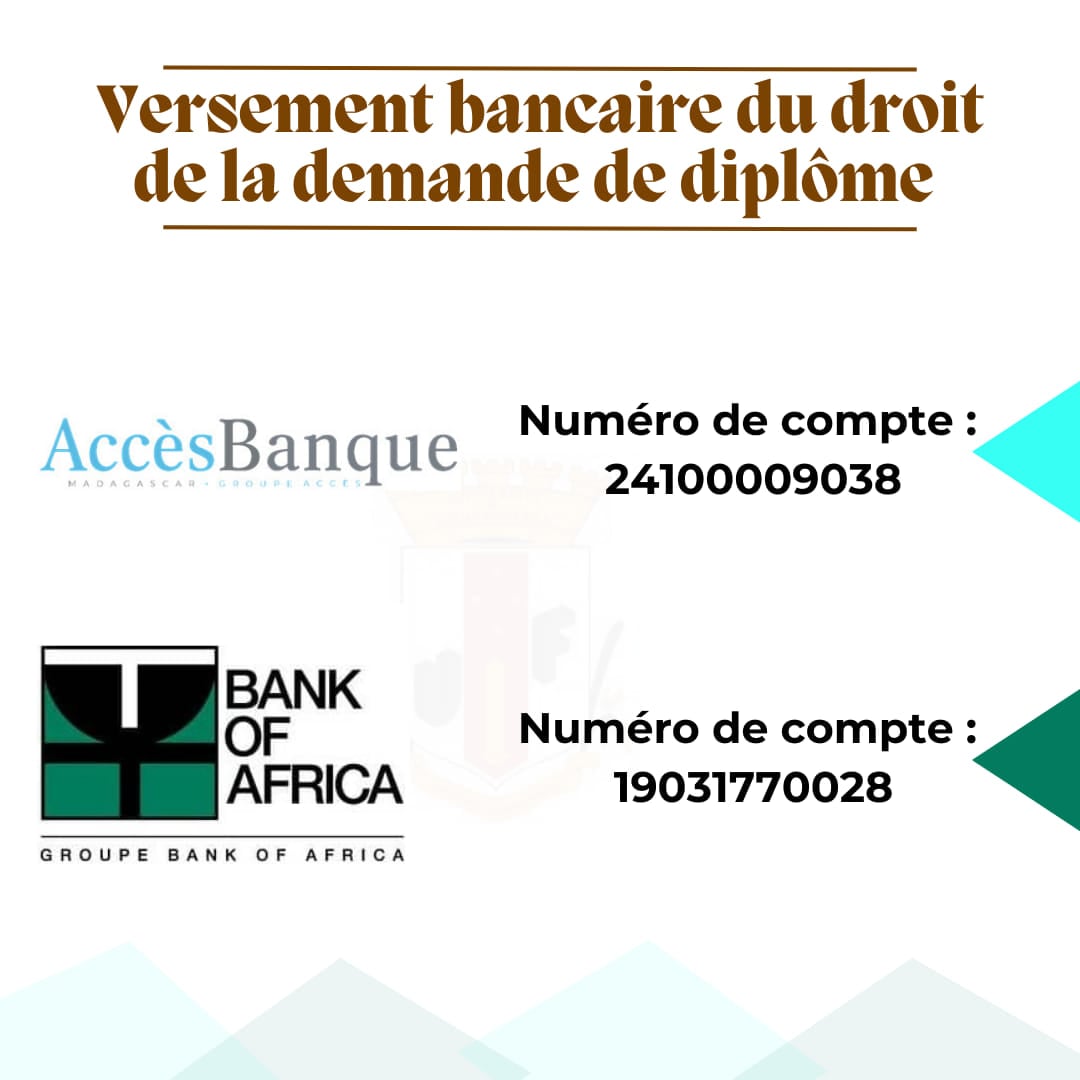 Versement bancaire du droit
de la demande de diplôme
AccèsBanque
MADAGASCAR • GROUPE ACCÈS
Numéro de compte :
24100009038
BANK
OF
AFRICA
GROUPE BANK OF AFRICA
Numéro de compte :
19031770028